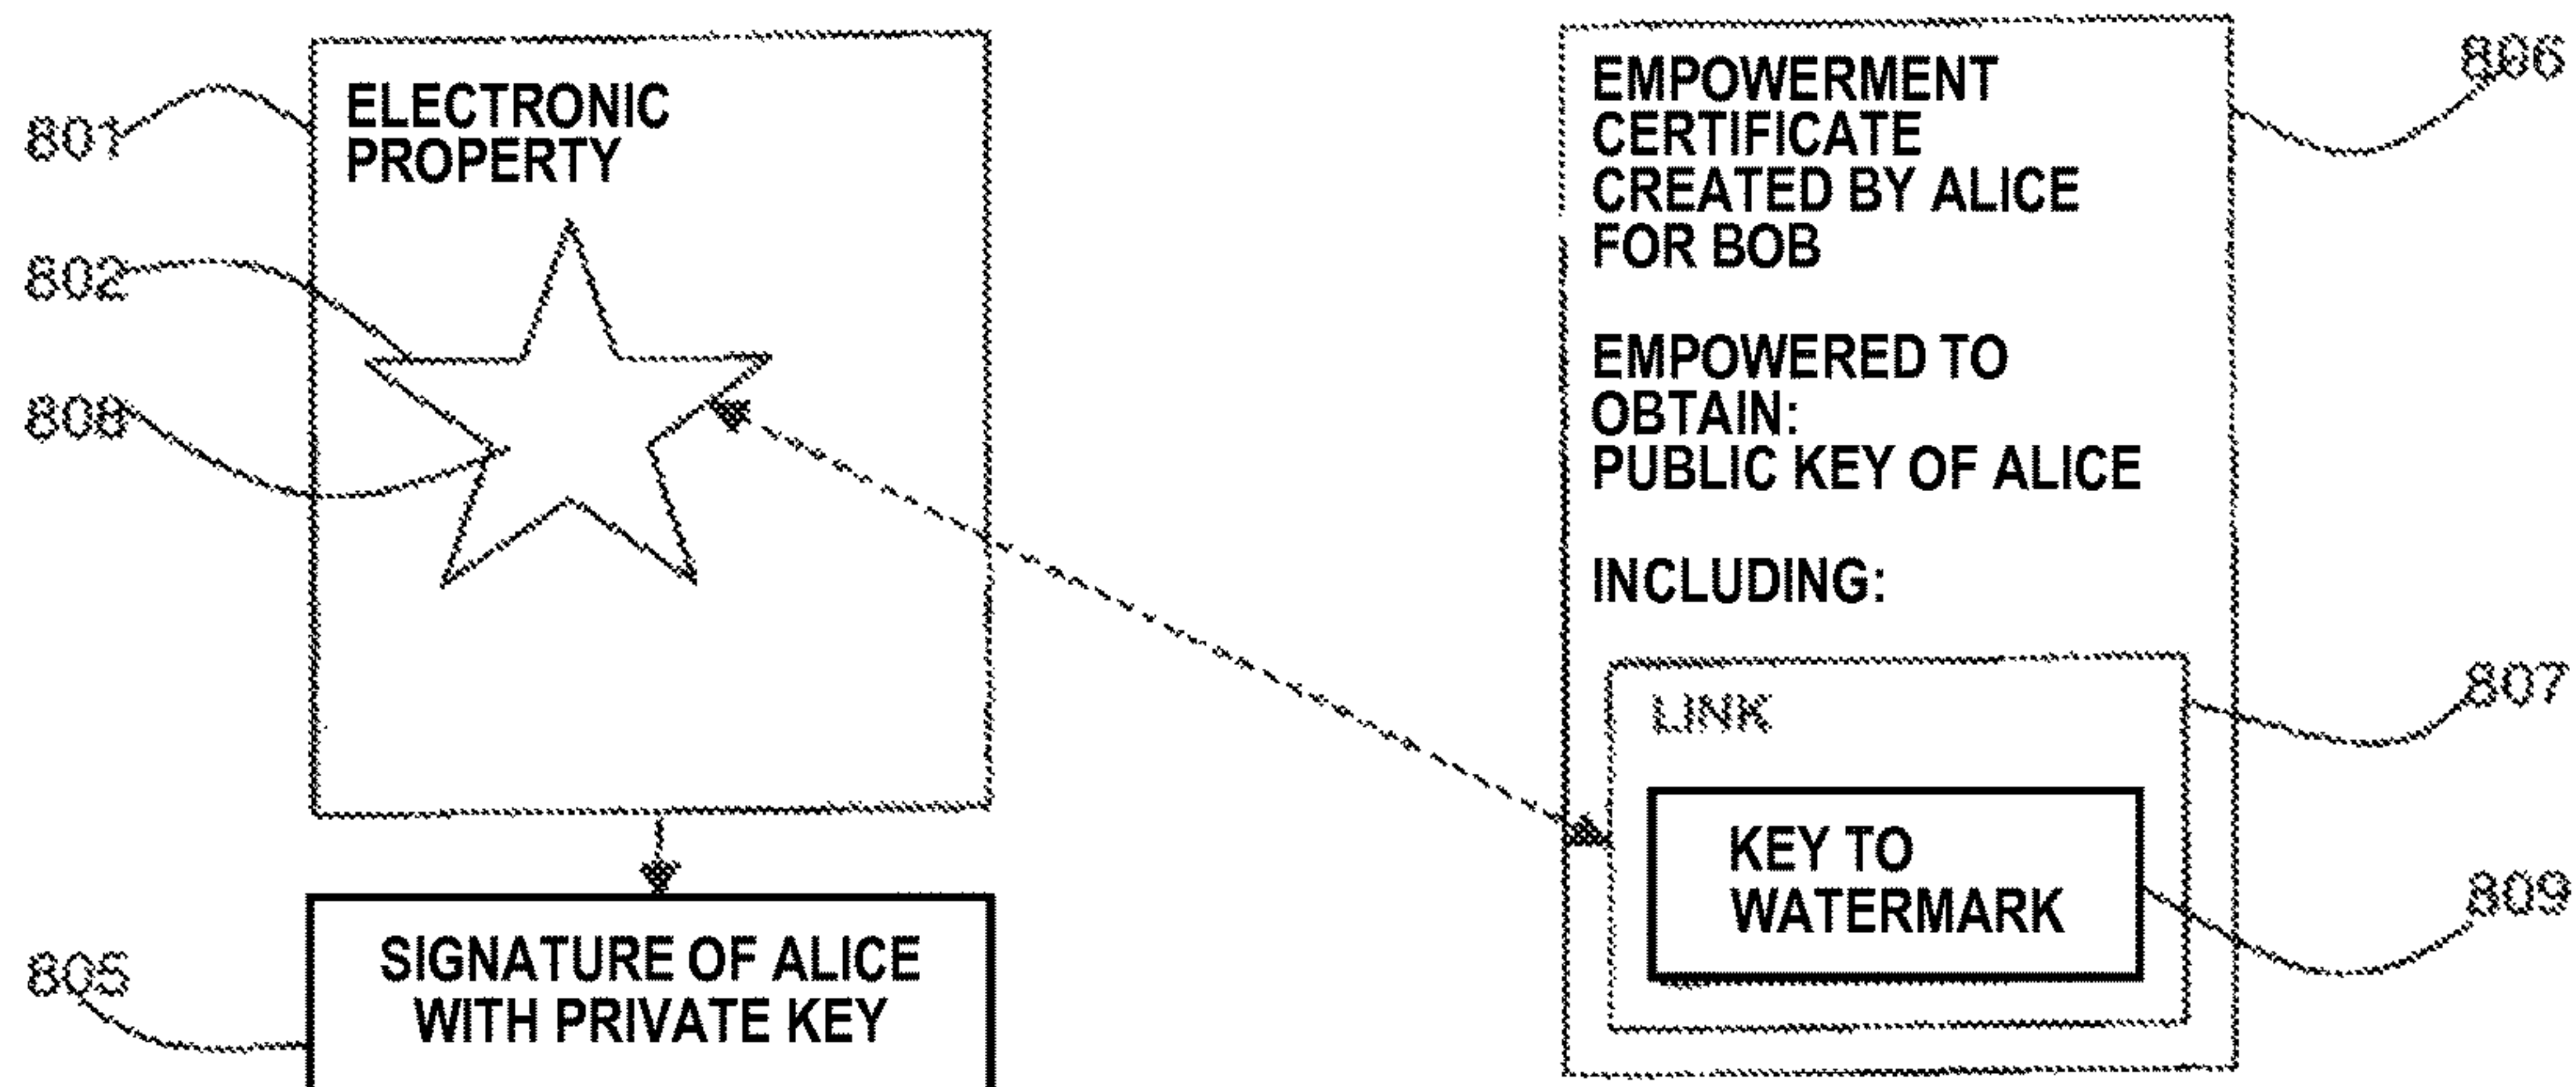 801
802
808
805
ELECTRONIC
PROPERTY
SIGNATURE OF ALICE
WITH PRIVATE KEY
EMPOWERMENT
CERTIFICATE
CREATED BY ALICE
FOR BOB
EMPOWERED TO
OBTAIN:
PUBLIC KEY OF ALICE
INCLUDING:
LINK
KEY TO
WATERMARK
806
807
809